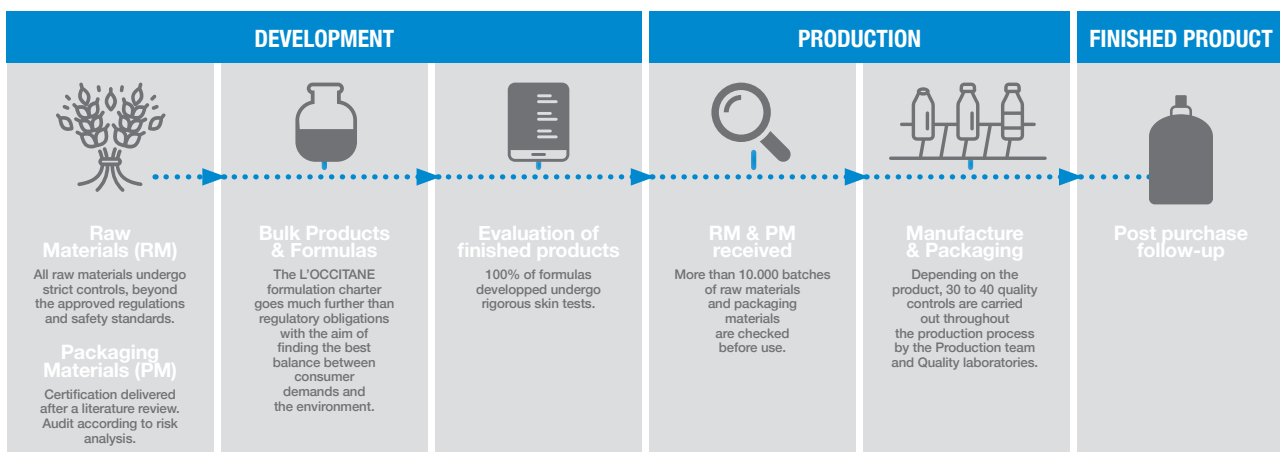 DEVELOPMENT
PRODUCTION
FINISHED PRODUCT
Raw
Materials (RM)
All raw materials undergo
strict controls, beyond
the approved regulations
and safety standards.
Packaging
Materials (PM)
Certification delivered
after a literature review.
Audit according to risk
analysis.
Bulk Products
& Formulas
The L'OCCITANE
formulation charter
goes much further than
regulatory obligations
with the aim of
finding the best
balance between
consumer
demands and
the environment.
Evaluation of
finished products
100% of formulas
developped undergo
rigorous skin tests.
RM & PM
received
More than 10.000 batches
of raw materials
and packaging
materials
are checked
before use.
Manufacture
& Packaging
Depending on the
product, 30 to 40 quality
controls are carried
out throughout
the production process
by the Production team
and Quality laboratories.
Post purchase
follow-up